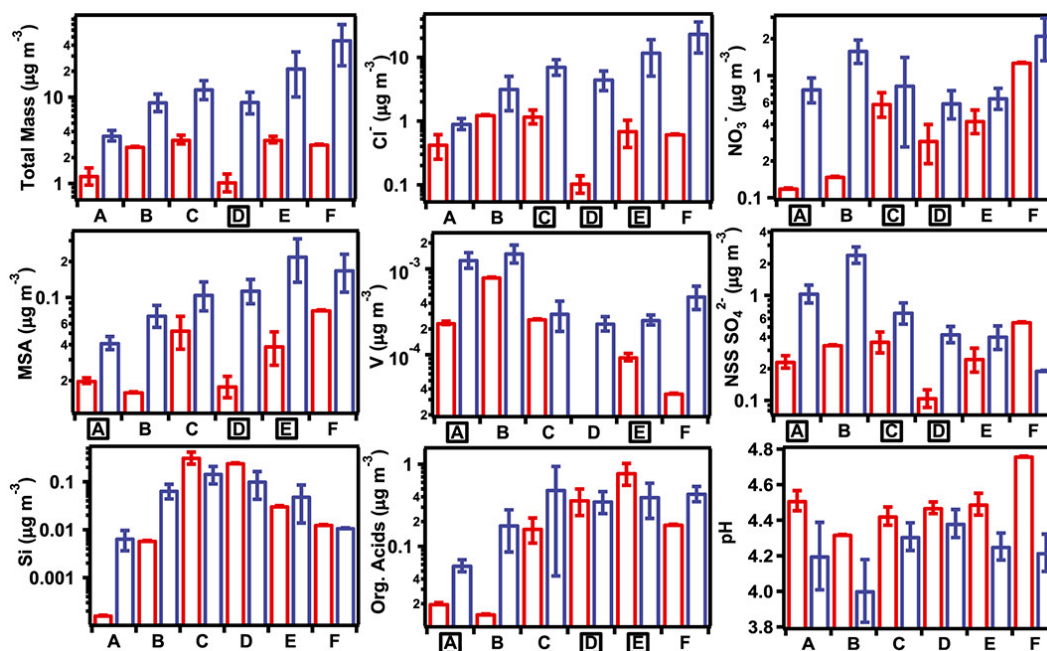 Total Mass (µg m⁻³)
4
2
10
4
2
1
A B C D E F
Cl⁻ (µg m⁻³)
10
1
0.1
A B C D E F
NO₃⁻ (µg m⁻³)
2
1
6
4
2
0.1
A B C D E F
MSA (µg m⁻³)
2
0.1
6
4
2
A B C D E F
V (µg m⁻³)
2
10⁻³
4
2
10⁻⁴
4
2
A B C D E F
NSS SO₄²⁻ (µg m⁻³)
4
2
1
4
2
0.1
A B C D E F
Si (µg m⁻³)
0.1
0.01
0.001
A B C D E F
Org. Acids (µg m⁻³)
1
4
2
0.1
4
2
A B C D E F
pH
4.8
4.6
4.4
4.2
4.0
3.8
A B C D E F